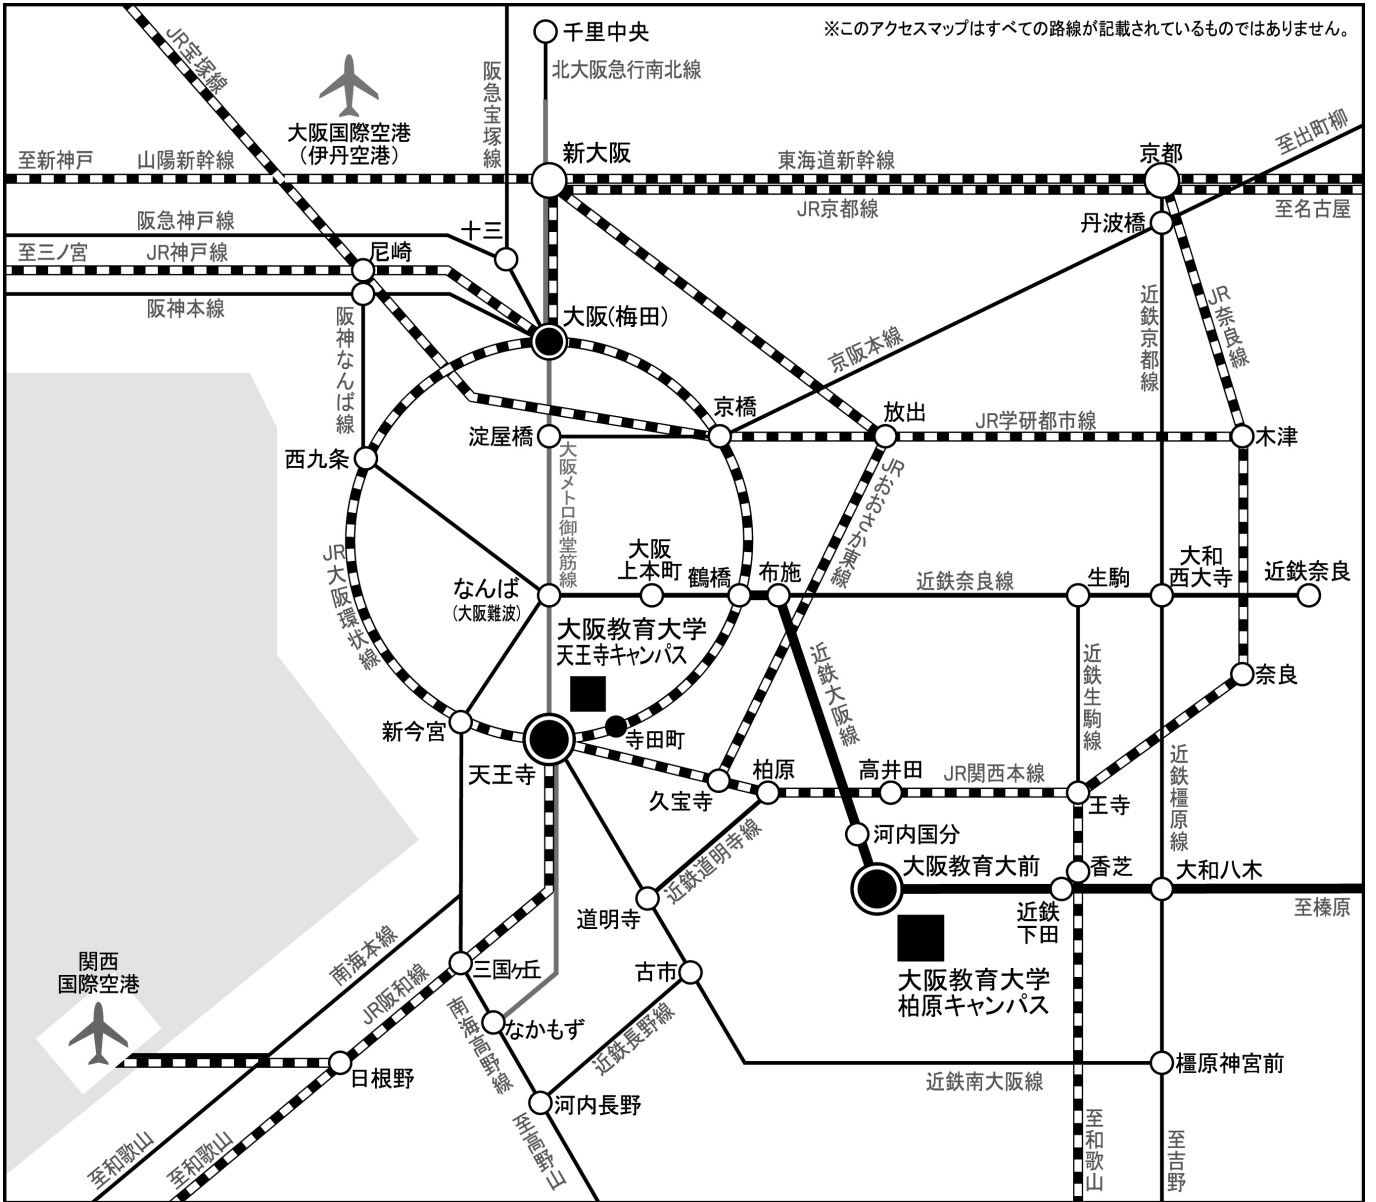 ※このアクセスマップはすべての路線が記載されているものではありません。
千里中央
北大阪急行南北線
JR宝塚線
阪急宝塚線
大阪国際空港
（伊丹空港）
至出町柳
至新神戸
山陽新幹線
新大阪
東海道新幹線
京都
JR京都線
至名古屋
阪急神戸線
十三
丹波橋
至三ノ宮
JR神戸線
尼崎
阪神本線
大阪(梅田)
阪神なんば線
京阪本線
近鉄京都線
JR奈良線
京橋
放出
JR学研都市線
淀屋橋
木津
西九条
大阪メトロ御堂筋線
JRおおさか東線
JR大阪環状線
大阪
上本町
鶴橋
布施
近鉄奈良線
生駒
大和
西大寺
近鉄奈良
なんば
(大阪難波)
大阪教育大学
天王寺キャンパス
近鉄大阪線
近鉄生駒線
奈良
新今宮
寺田町
天王寺
久宝寺
柏原
高井田
JR関西本線
王寺
近鉄橿原線
河内国分
近鉄道明寺線
大阪教育大前
香芝
大和八木
道明寺
近鉄
下田
至榛原
南海本線
大阪教育大学
柏原キャンパス
関西
国際空港
JR阪和線
三国ヶ丘
古市
南海高野線
なかもず
近鉄長野線
日根野
近鉄南大阪線
橿原神宮前
河内長野
至和歌山
至和歌山
至高野山
至和歌山
至吉野